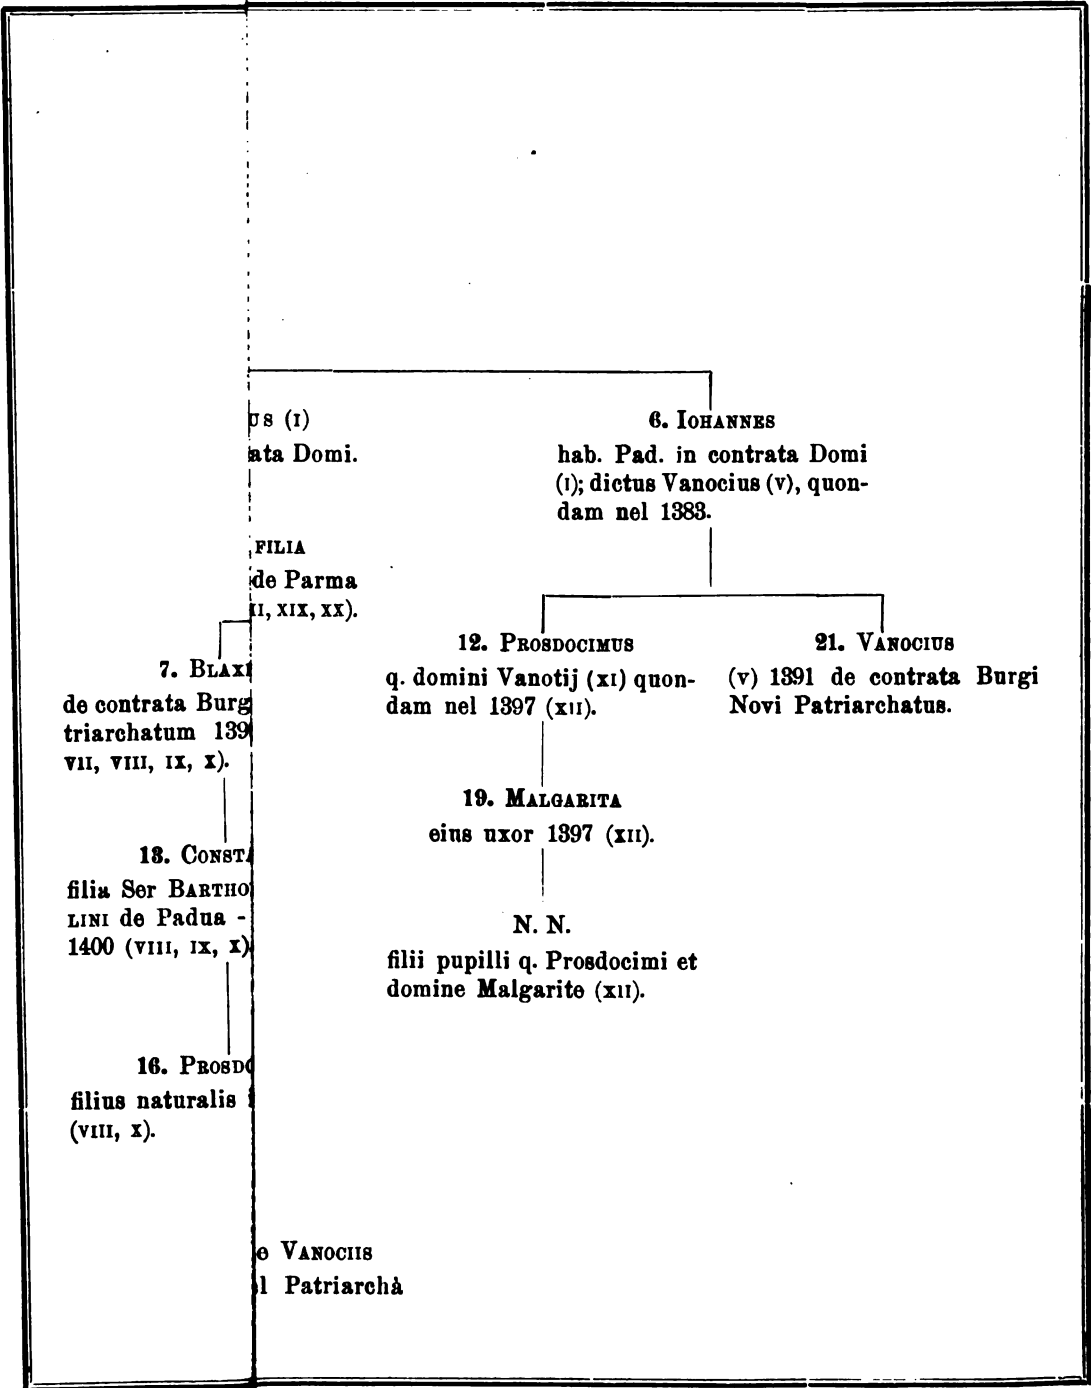 us (I)
ata Domi.
6. IOHANNES
hab. Pad. in contrata Domi
(I); dictus Vanocius (V), quon-
dam nel 1383.
FILIA
de Parma
II, XIX, XX).
7. BLAXI
de contrata Burg
triarchatum 139
VII, VIII, IX, X).
12. PROSDOCIMUS
q. domini Vanotij (XI) quon-
dam nel 1397 (XII).
21. VANOCIUS
(V) 1391 de contrata Burgi
Novi Patriarchatus.
19. MALGARITA
eius uxor 1397 (XII).
13. CONSTA
filia Ser BARTHO
LINI de Padua -
1400 (VIII, IX, X)
N. N.
filii pupilli q. Prosdocimi et
domine Malgarite (XII).
16. PROSDO
filius naturalis
(VIII, X).
e VANOCIIS
l Patriarchà